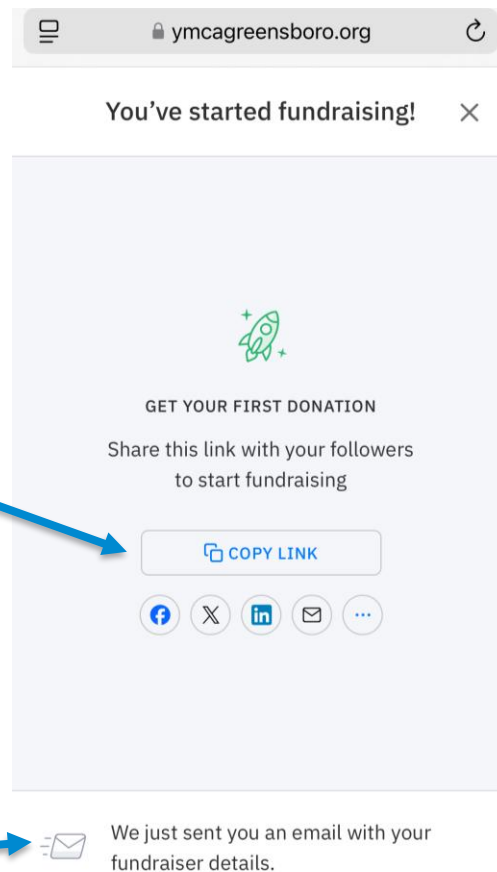 ymcagreensboro.org
You’ve started fundraising!
GET YOUR FIRST DONATION
Share this link with your followers
to start fundraising
COPY LINK
We just sent you an email with your
fundraiser details.